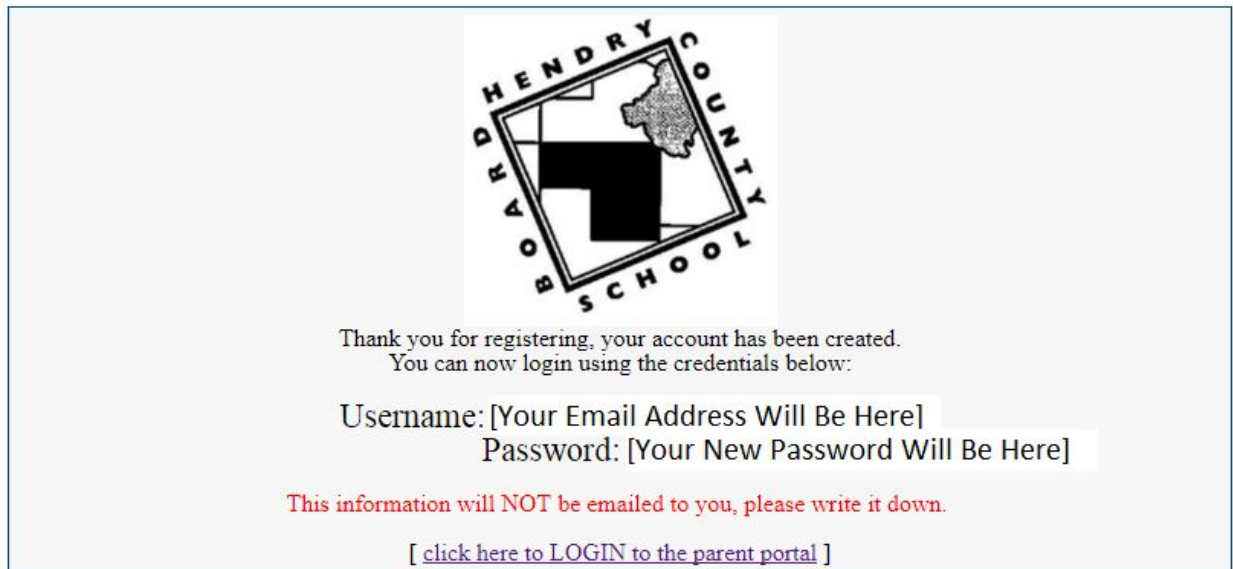 HENDRY COUNTY
SCHOOL BOARD
Thank you for registering, your account has been created.
You can now login using the credentials below:
Username: [Your Email Address Will Be Here]
Password: [Your New Password Will Be Here]
This information will NOT be emailed to you, please write it down.
[ click here to LOGIN to the parent portal ]